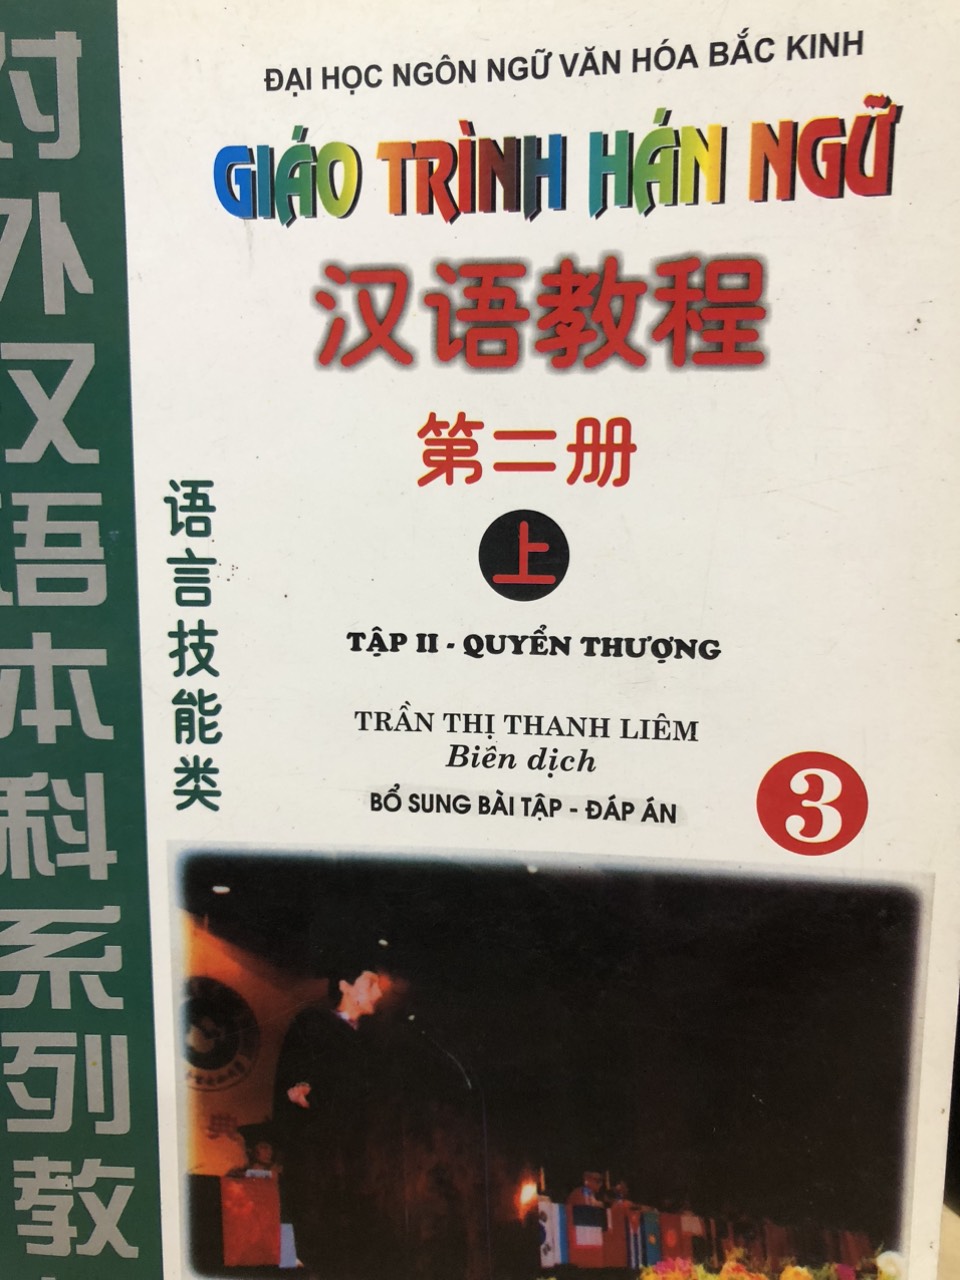 对外汉语本科系列教
ĐẠI HỌC NGÔN NGỮ VĂN HÓA BẮC KINH
GIÁO TRÌNH HÁN NGỮ
汉语教程
第二册
上
语言技能类
TẬP II - QUYỂN THƯỢNG
TRẦN THỊ THANH LIÊM
Biên dịch
BỔ SUNG BÀI TẬP - ĐÁP ÁN
3
典